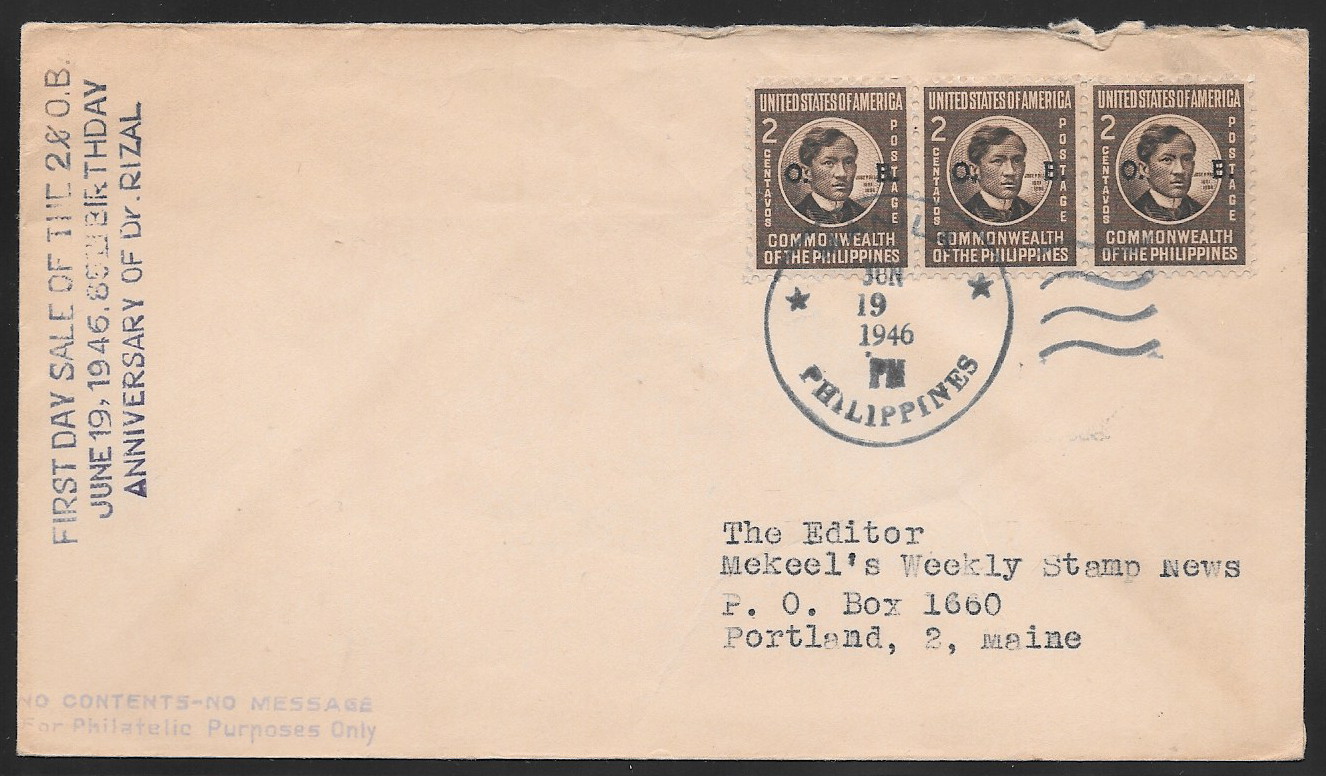 FIRST DAY SALE OF THE 2¢ O.B.
JUNE 19, 1946. 85TH BIRTHDAY
ANNIVERSARY OF Dr. RIZAL
UNITED STATES OF AMERICA
2 CENTAVOS
POSTAGE
O. B.
COMMONWEALTH
OF THE PHILIPPINES
UNITED STATES OF AMERICA
2 CENTAVOS
POSTAGE
O. B.
COMMONWEALTH
OF THE PHILIPPINES
UNITED STATES OF AMERICA
2 CENTAVOS
POSTAGE
O. B.
COMMONWEALTH
OF THE PHILIPPINES
MANILA
JUN
19
1946
PM
PHILIPPINES
The Editor
Mekeel's Weekly Stamp News
P. O. Box 1660
Portland, 2, Maine
NO CONTENTS-NO MESSAGE
For Philatelic Purposes Only